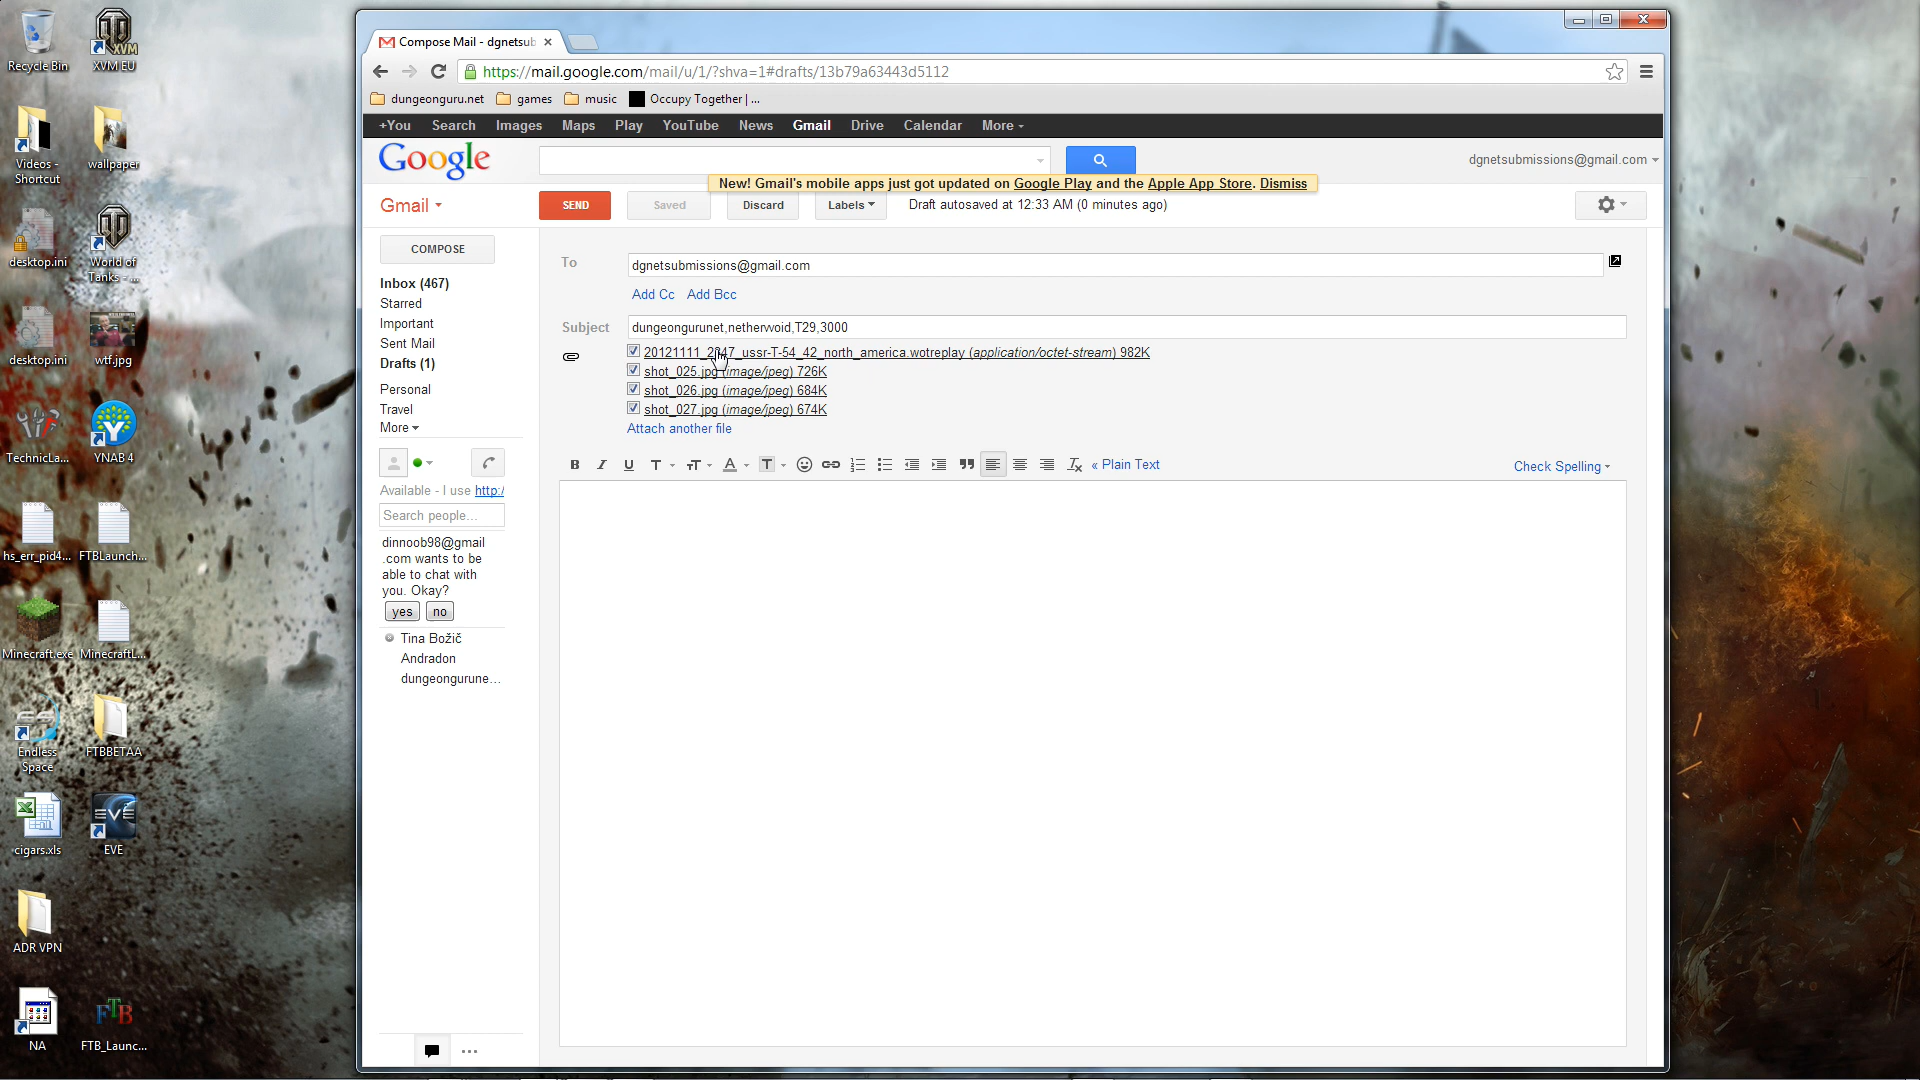 Recycle Bin
XVM EU
XVM
Videos -
Shortcut
wallpaper
desktop.ini
World of
Tanks - ...
desktop.ini
wtf.jpg
TechnicLa...
YNAB 4
hs_err_pid4...
FTBLaunch...
Minecraft.exe
MinecraftL...
Endless
Space
FTBBETAA
cigars.xls
EVE
EVE
ADR VPN
NA
FTB
FTB_Launc...
Compose Mail - dgnetsub
https://mail.google.com/mail/u/1/?shva=1#drafts/13b79a63443d5112
dungeonguru.net games music Occupy Together | ...
+You Search Images Maps Play YouTube News Gmail Drive Calendar More
Google
dgnetsubmissions@gmail.com
New! Gmail's mobile apps just got updated on Google Play and the Apple App Store. Dismiss
Gmail
SEND Saved Discard Labels Draft autosaved at 12:33 AM (0 minutes ago)
COMPOSE
Inbox (467)
Starred
Important
Sent Mail
Drafts (1)
Personal
Travel
More
Available - I use http:/
Search people...
dinnoob98@gmail
.com wants to be
able to chat with
you. Okay?
yes no
Tina Božič
Andradon
dungeongurune...
To dgnetsubmissions@gmail.com
Add Cc Add Bcc
Subject dungeongurunet,netherwoid,T29,3000
20121111_2347_ussr-T-54_42_north_america.wotreplay (application/octet-stream) 982K
shot_025.jpg (image/jpeg) 726K
shot_026.jpg (image/jpeg) 684K
shot_027.jpg (image/jpeg) 674K
Attach another file
B I U T тT A T « Plain Text Check Spelling